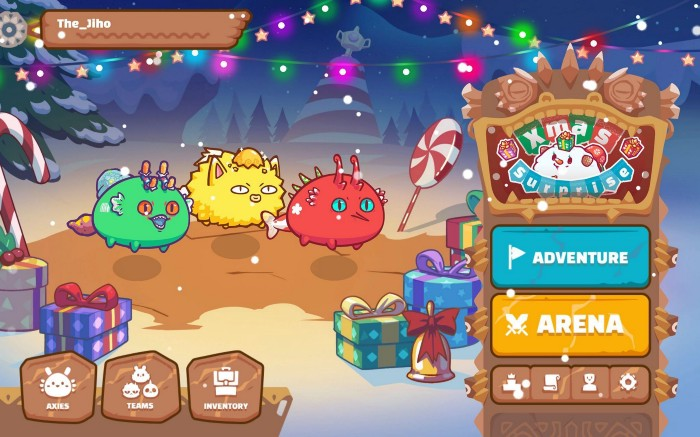 The_Jiho
Xmas
Surprise
ADVENTURE
ARENA
AXIES
TEAMS
INVENTORY